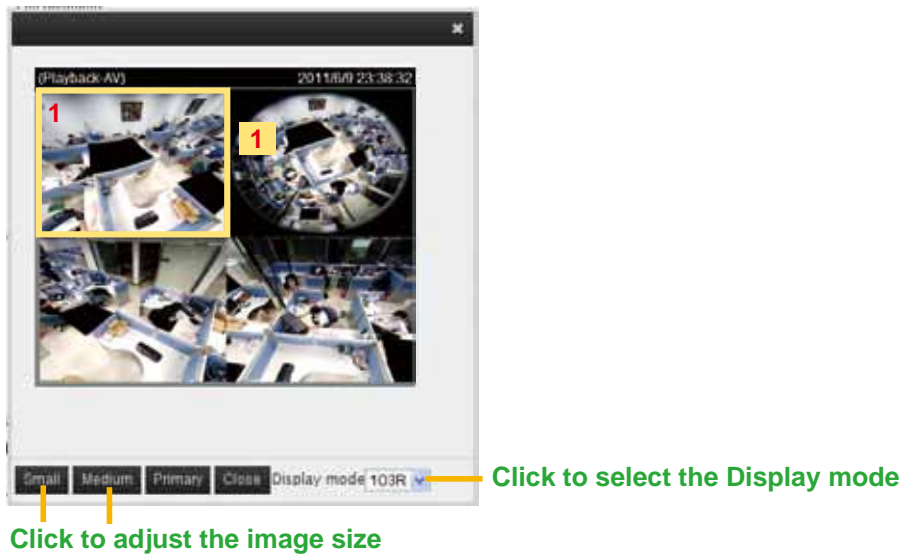 (Playback-AV) 2011/6/9 23:38:32
1
1
Small Medium Primary Close Display mode 103R
Click to select the Display mode
Click to adjust the image size